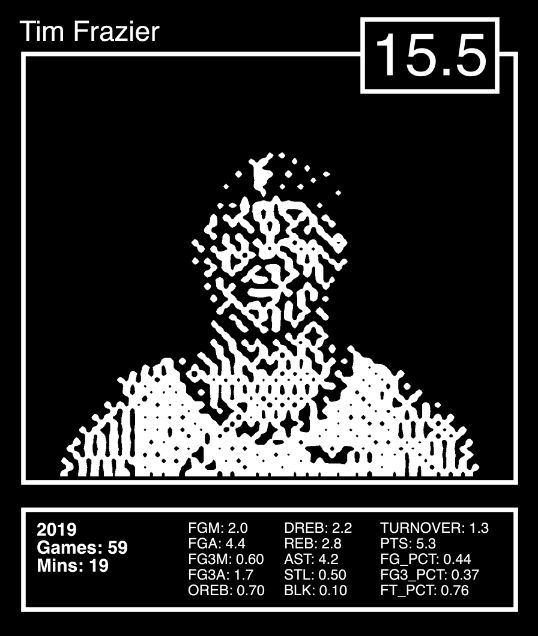 Tim Frazier
15.5
2019
Games: 59
Mins: 19
FGM: 2.0
FGA: 4.4
FG3M: 0.60
FG3A: 1.7
OREB: 0.70
DREB: 2.2
REB: 2.8
AST: 4.2
STL: 0.50
BLK: 0.10
TURNOVER: 1.3
PTS: 5.3
FG_PCT: 0.44
FG3_PCT: 0.37
FT_PCT: 0.76